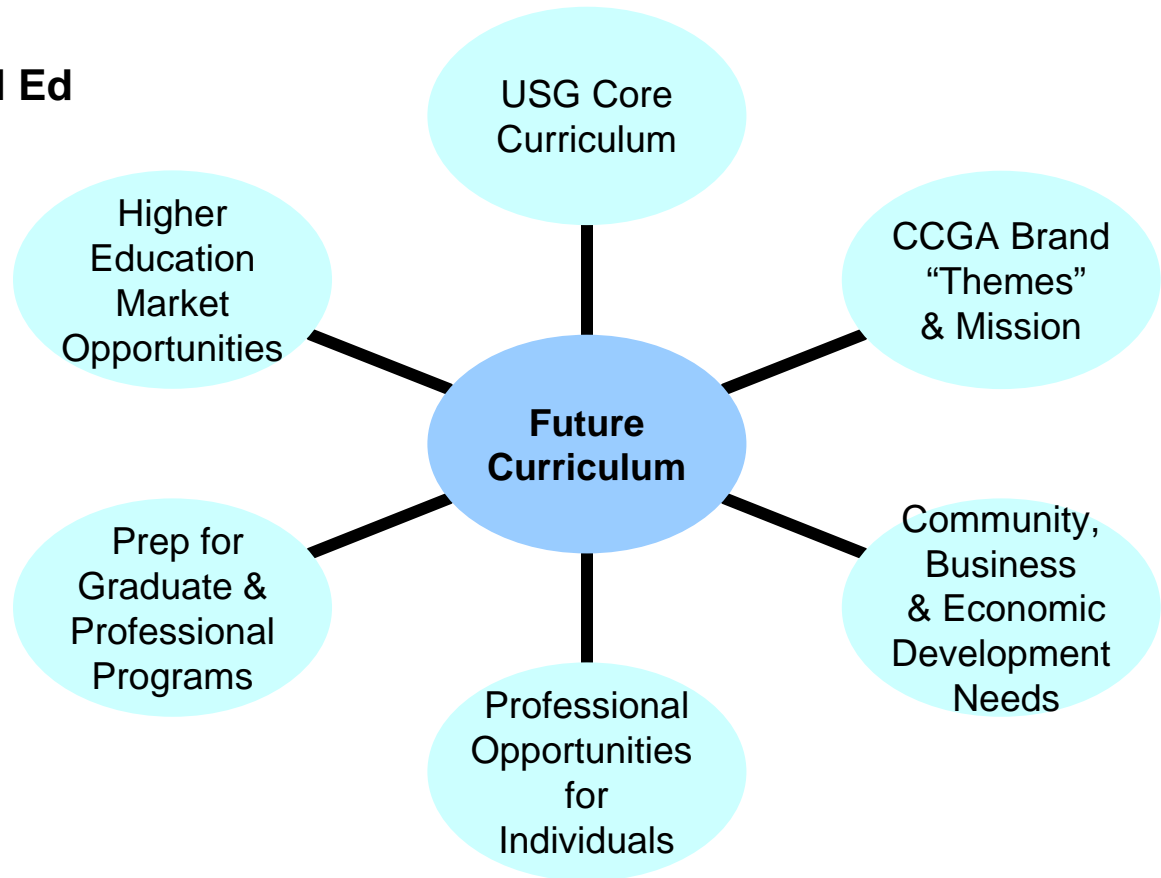 l Ed
USG Core
Curriculum
Higher
Education
Market
Opportunities
CCGA Brand
“Themes”
& Mission
Future
Curriculum
Prep for
Graduate &
Professional
Programs
Community,
Business
& Economic
Development
Needs
Professional
Opportunities
for
Individuals